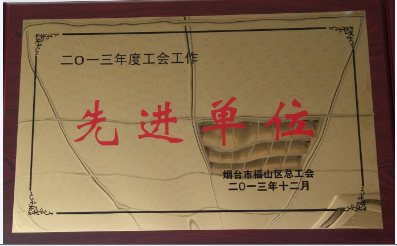 二〇一三年度工会工作
先进单位
烟台市福山区总工会
二〇一三年十二月